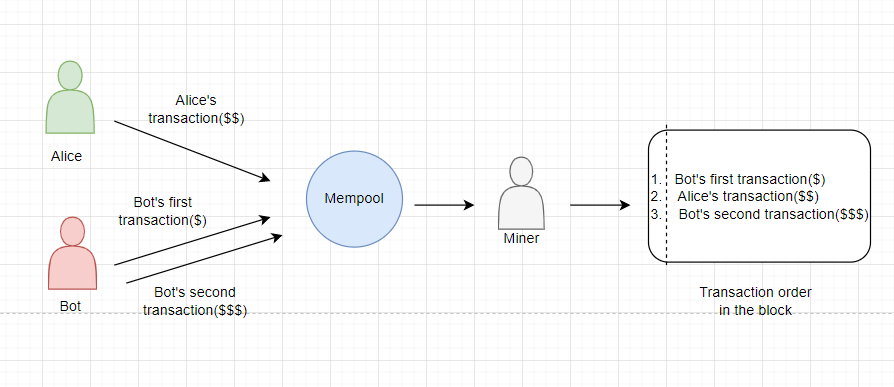 Alice's
transaction($$)
Alice
Bot's first
transaction($)
Mempool
Bot
Bot's second
transaction($$$)
Miner
1. Bot's first transaction($)
2. Alice's transaction($$)
3. Bot's second transaction($$$)
Transaction order
in the block